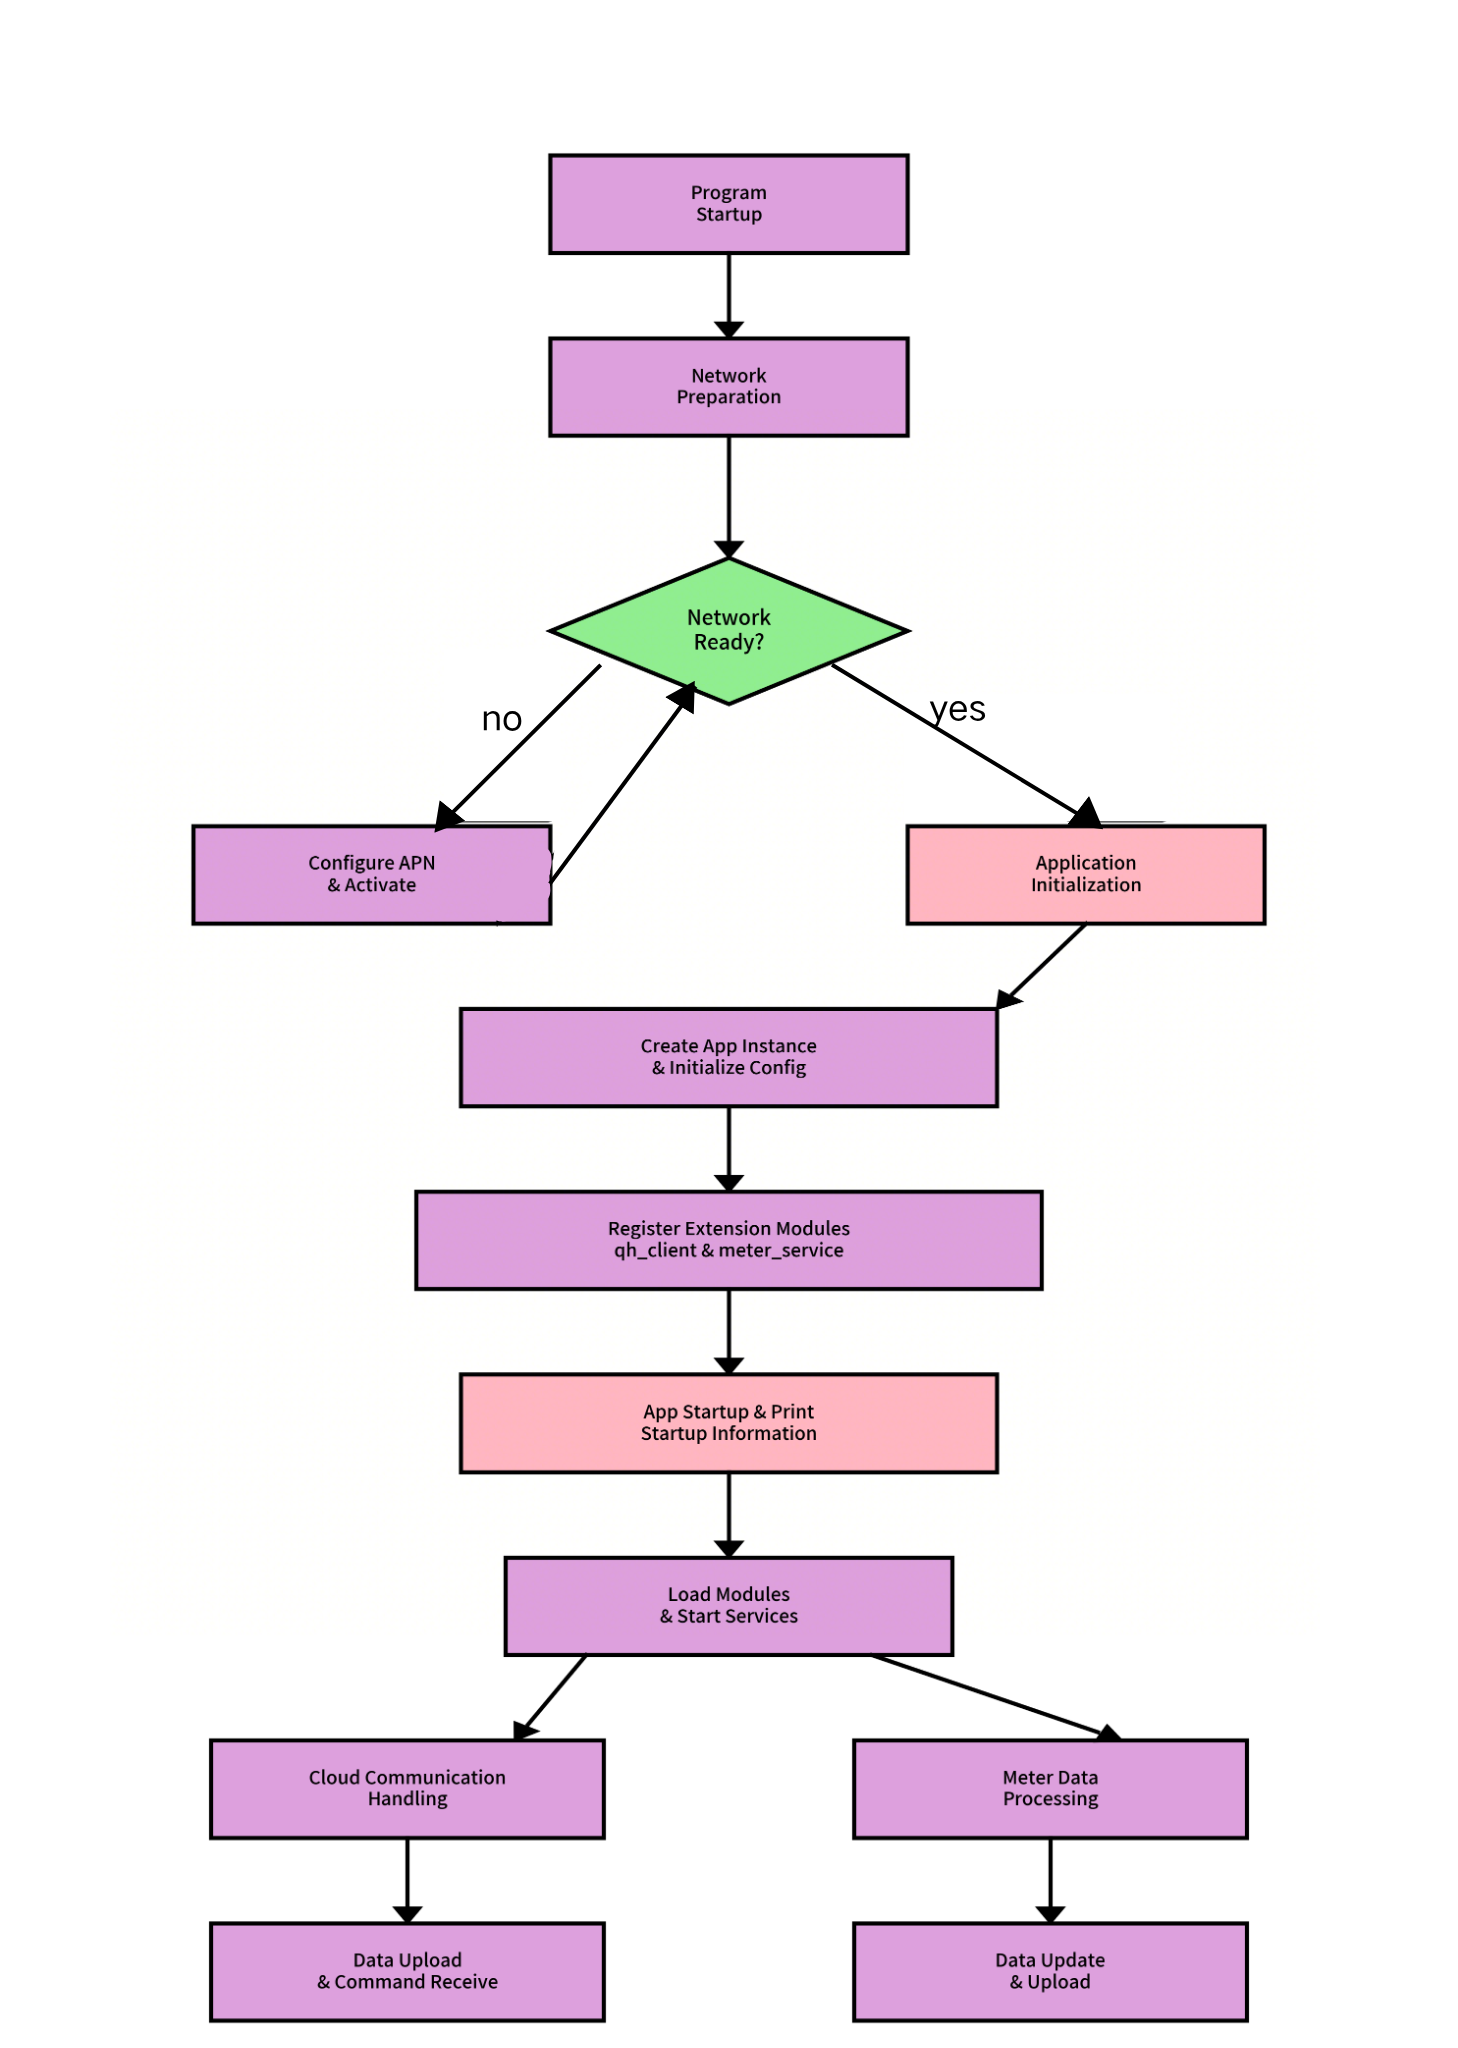 Program
Startup
Network
Preparation
Network
Ready?
no
yes
Configure APN
& Activate
Application
Initialization
Create App Instance
& Initialize Config
Register Extension Modules
qh_client & meter_service
App Startup & Print
Startup Information
Load Modules
& Start Services
Cloud Communication
Handling
Meter Data
Processing
Data Upload
& Command Receive
Data Update
& Upload